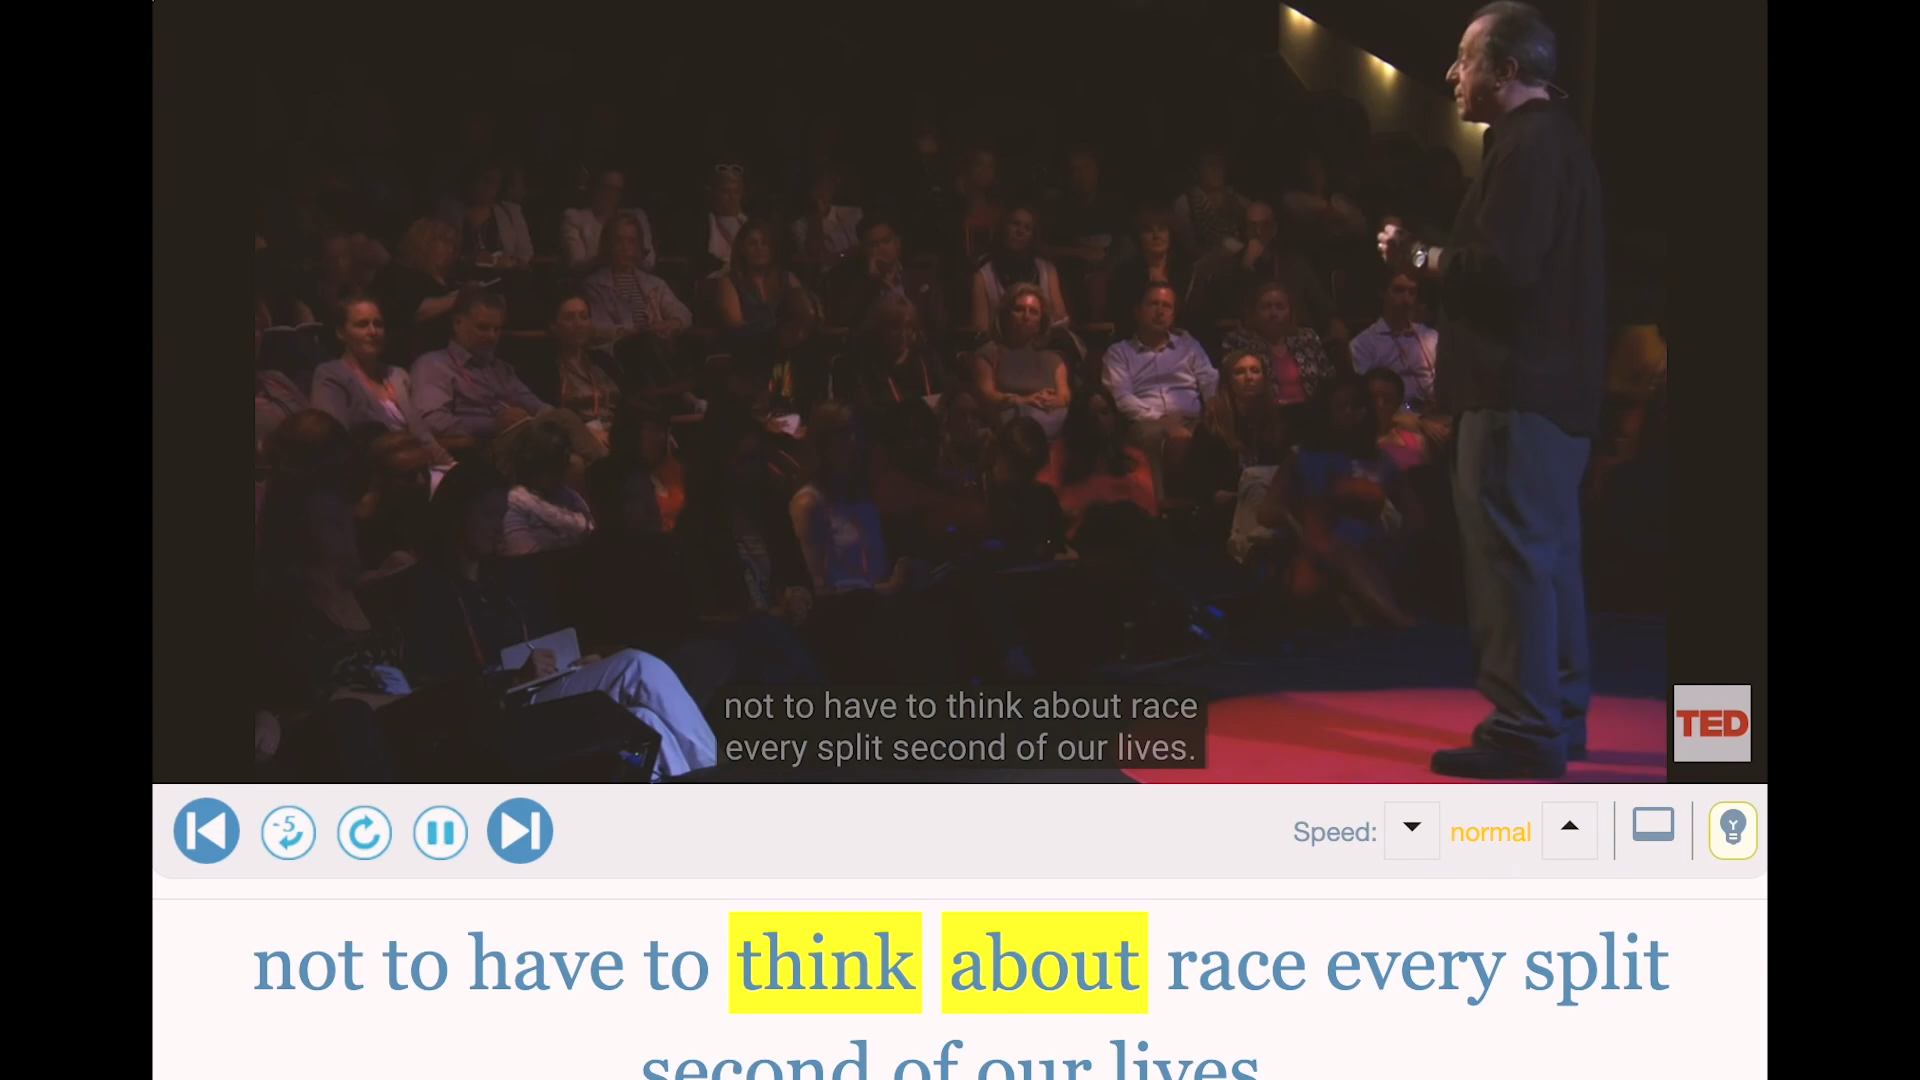 not to have to think about race
every split second of our lives.
TED
-5
Speed: normal
not to have to think about race every split
second of our lives